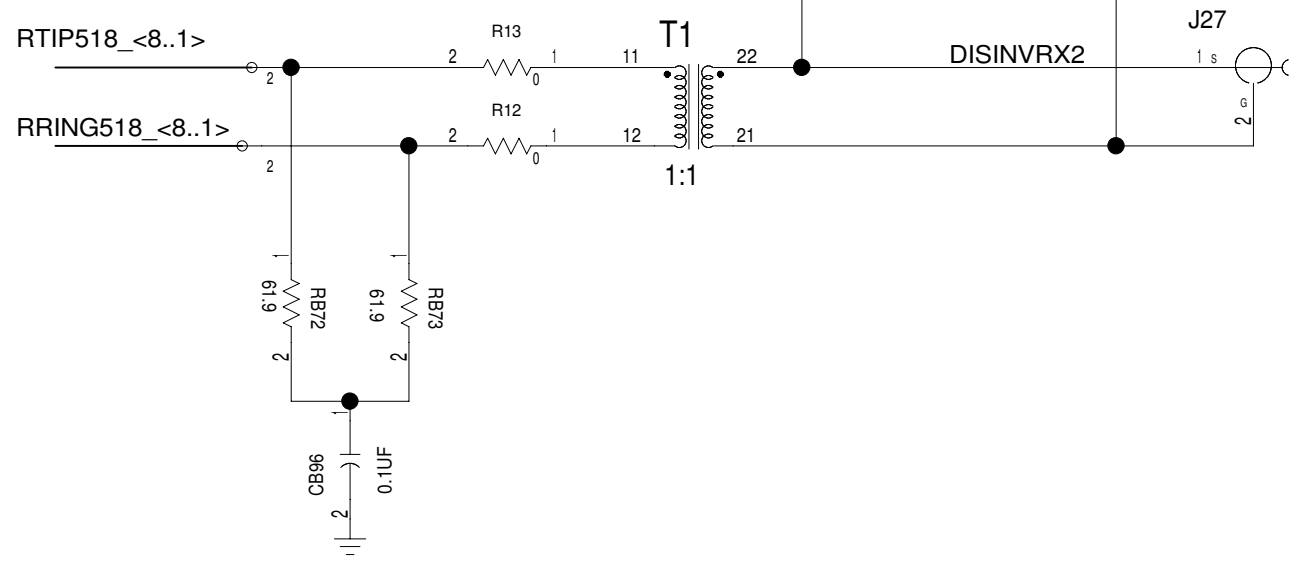 J27
RTIP518_<8..1>
R13
T1
2
2
1
0
11
22
DISINVRX2
1
S
R12
G
2
RRING518_<8..1>
2
2
1
0
12
21
1:1
1
1
61.9
RB72
61.9
RB73
2
2
1
CB96
0.1UF
2